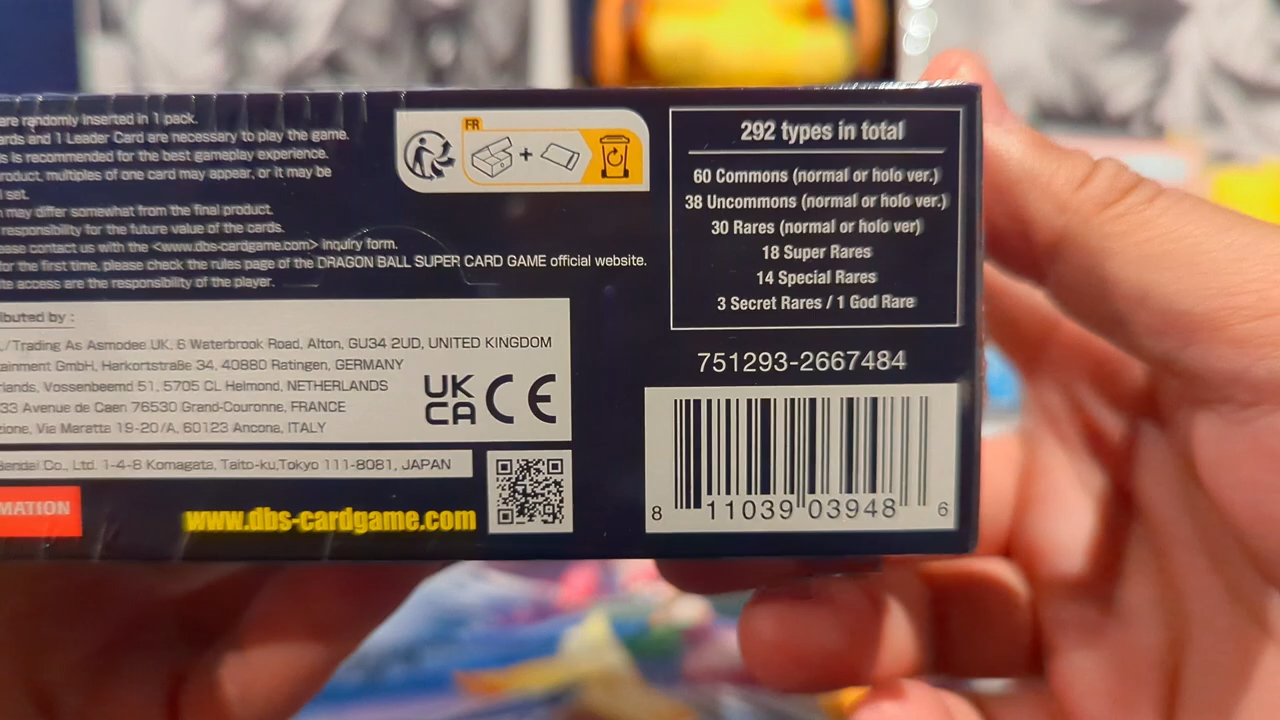 are randomly inserted in 1 pack.
ards and 1 Leader Card are necessary to play the game.
s is recommended for the best gameplay experience.
product, multiples of one card may appear, or it may be
l set.
may differ somewhat from the final product.
responsibility for the future value of the cards.
ease contact us with the <www.dbs-cardgame.com> inquiry form.
for the first time, please check the rules page of the DRAGON BALL SUPER CARD GAME official website.
ite access are the responsibility of the player.
FR
292 types in total
60 Commons (normal or holo ver.)
38 Uncommons (normal or holo ver.)
30 Rares (normal or holo ver)
18 Super Rares
14 Special Rares
3 Secret Rares / 1 God Rare
ibuted by :
./Trading As Asmodee UK, 6 Waterbrook Road, Alton, GU34 2UD, UNITED KINGDOM
ainment GmbH, Harkortstraße 34, 40880 Ratingen, GERMANY
rlands, Vossenbeemd 51, 5705 CL Helmond, NETHERLANDS
33 Avenue de Caen 76530 Grand-Couronne, FRANCE
zione, Via Maratta 19-20/A, 60123 Ancona, ITALY
UK
CA CE
Bandai Co., Ltd. 1-4-8 Komagata, Taito-ku,Tokyo 111-8081, JAPAN
MATION
www.dbs-cardgame.com
751293-2667484
8 11039 03948 6